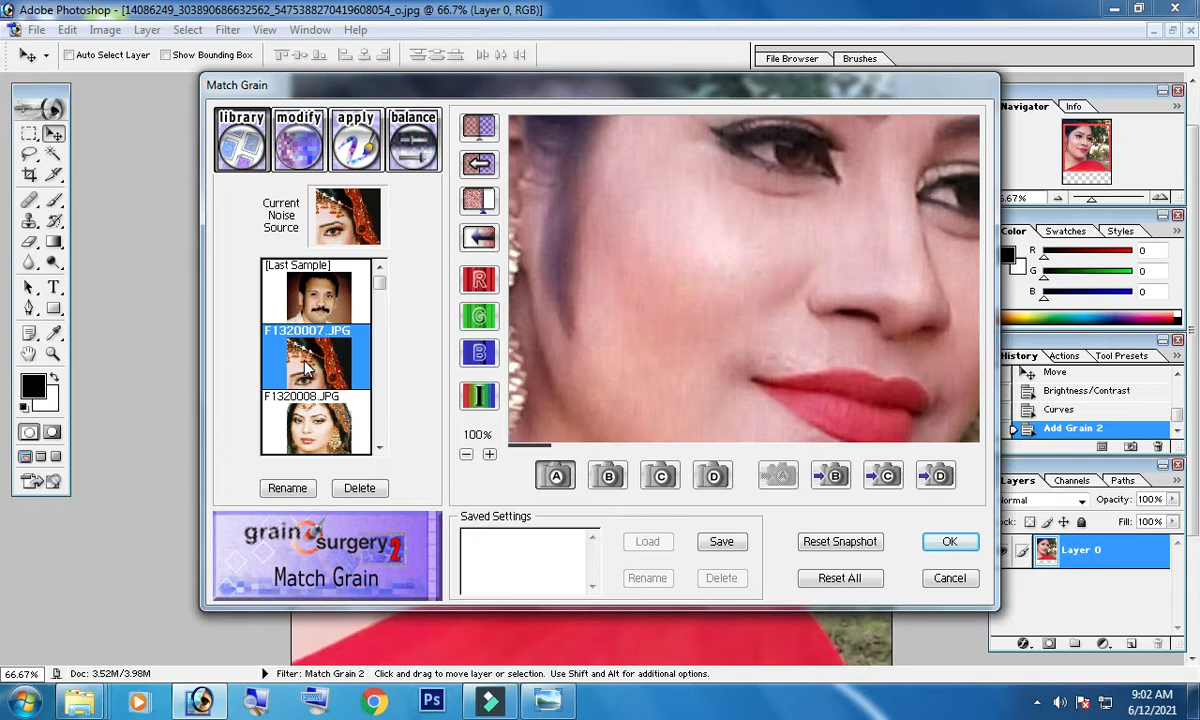 Adobe Photoshop - [14086249_303890686632562_5475388270419608054_o.jpg @ 66.7% (Layer 0, RGB)]
File Edit Image Layer Select Filter View Window Help
Auto Select Layer Show Bounding Box
File Browser Brushes
Match Grain
library modify apply balance
Current
Noise
Source
[Last Sample]
F1320007.JPG
F1320008.JPG
Rename Delete
grain surgery 2
Match Grain
R
G
B
I
100%
A B C D A B C D
Saved Settings
Load Save
Rename Delete
Reset Snapshot OK
Reset All Cancel
Navigator Info
Color Swatches Styles
R 0
G 0
B 0
History Actions Tool Presets
Move
Brightness/Contrast
Curves
Add Grain 2
Layers Channels Paths
Normal Opacity: 100%
Lock: Fill: 100%
Layer 0
66.67% Doc: 3.52M/3.98M Filter: Match Grain 2 Click and drag to move layer or selection. Use Shift and Alt for additional options.
Ps
9:02 AM
6/12/2021